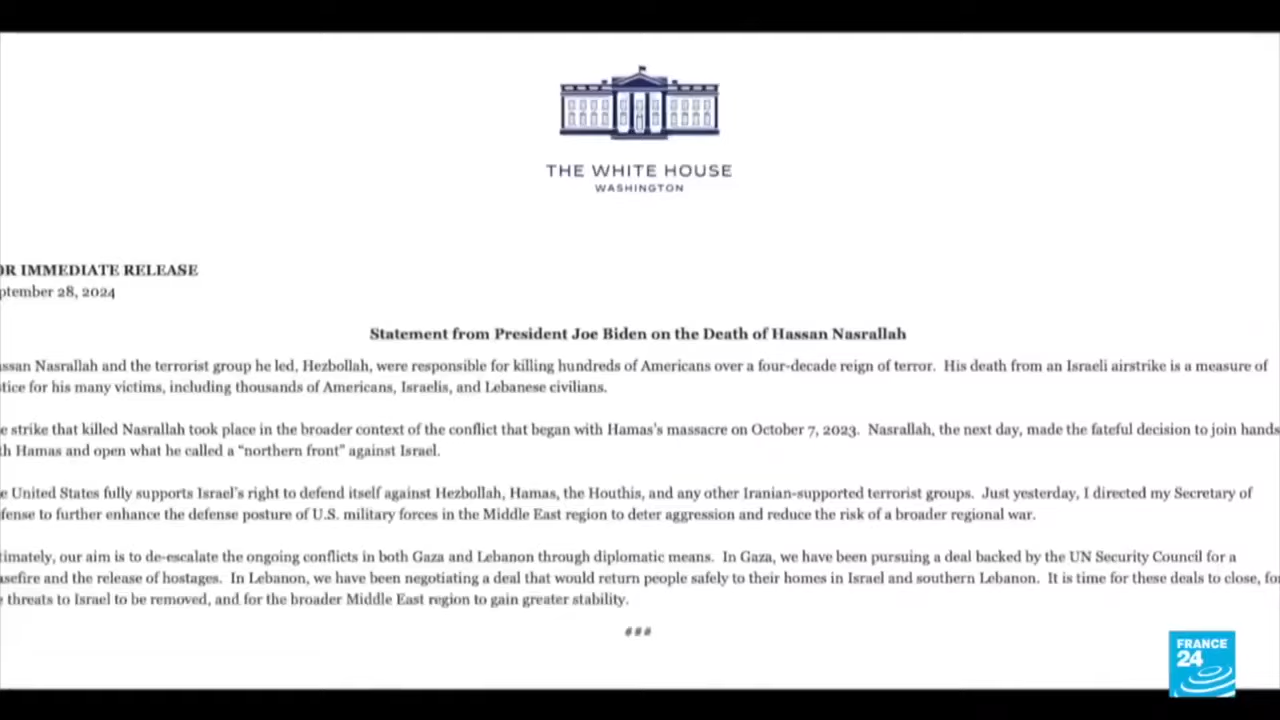 THE WHITE HOUSE
WASHINGTON
OR IMMEDIATE RELEASE
ptember 28, 2024
Statement from President Joe Biden on the Death of Hassan Nasrallah
ssan Nasrallah and the terrorist group he led, Hezbollah, were responsible for killing hundreds of Americans over a four-decade reign of terror.  His death from an Israeli airstrike is a measure of
tice for his many victims, including thousands of Americans, Israelis, and Lebanese civilians.
e strike that killed Nasrallah took place in the broader context of the conflict that began with Hamas's massacre on October 7, 2023.  Nasrallah, the next day, made the fateful decision to join hands
h Hamas and open what he called a "northern front" against Israel.
e United States fully supports Israel's right to defend itself against Hezbollah, Hamas, the Houthis, and any other Iranian-supported terrorist groups.  Just yesterday, I directed my Secretary of
fense to further enhance the defense posture of U.S. military forces in the Middle East region to deter aggression and reduce the risk of a broader regional war.
timately, our aim is to de-escalate the ongoing conflicts in both Gaza and Lebanon through diplomatic means.  In Gaza, we have been pursuing a deal backed by the UN Security Council for a
asefire and the release of hostages.  In Lebanon, we have been negotiating a deal that would return people safely to their homes in Israel and southern Lebanon.  It is time for these deals to close, for
e threats to Israel to be removed, and for the broader Middle East region to gain greater stability.
###
FRANCE
24